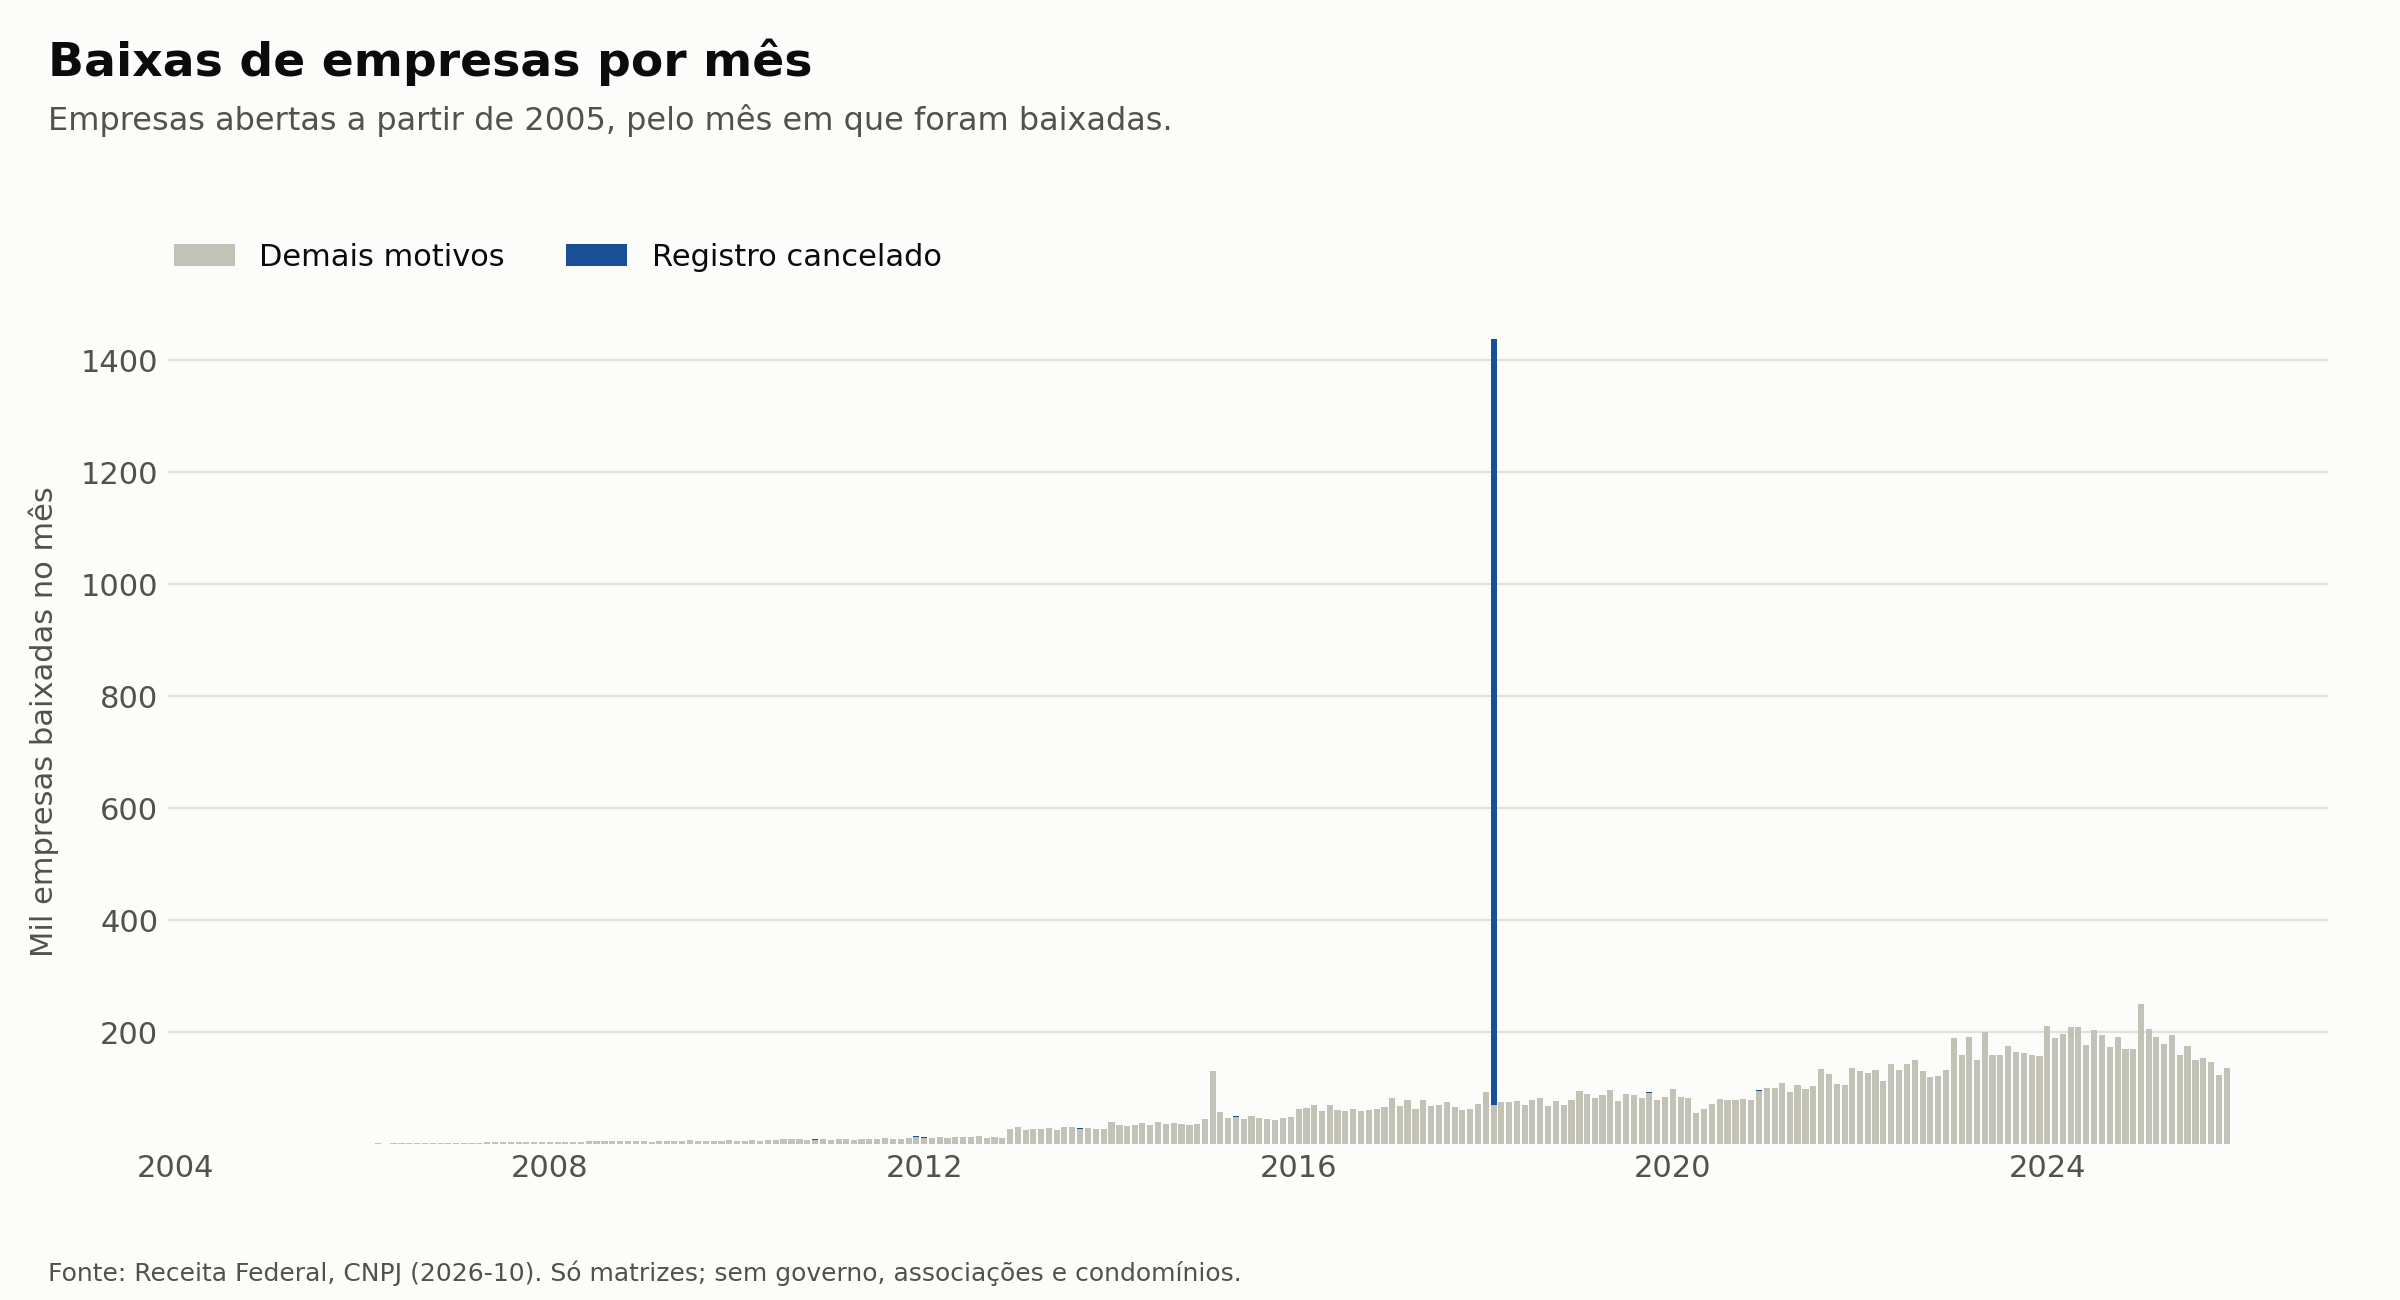 Baixas de empresas por mês
Empresas abertas a partir de 2005, pelo mês em que foram baixadas.
Demais motivos
Registro cancelado
Mil empresas baixadas no mês
1400
1200
1000
800
600
400
200
2004
2008
2012
2016
2020
2024
Fonte: Receita Federal, CNPJ (2026-10). Só matrizes; sem governo, associações e condomínios.